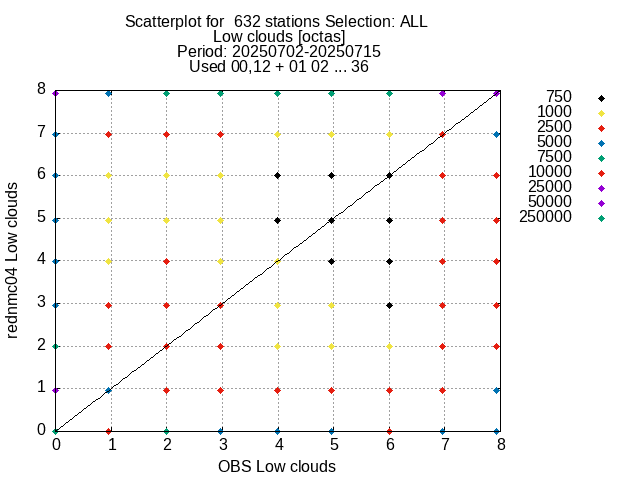 Scatterplot for  632 stations Selection: ALL
Low clouds [octas]
Period: 20250702-20250715
Used 00,12 + 01 02 ... 36
8
7
6
5
4
3
2
1
0
rednmc04 Low clouds
0 1 2 3 4 5 6 7 8
OBS Low clouds
750
1000
2500
5000
7500
10000
25000
50000
250000